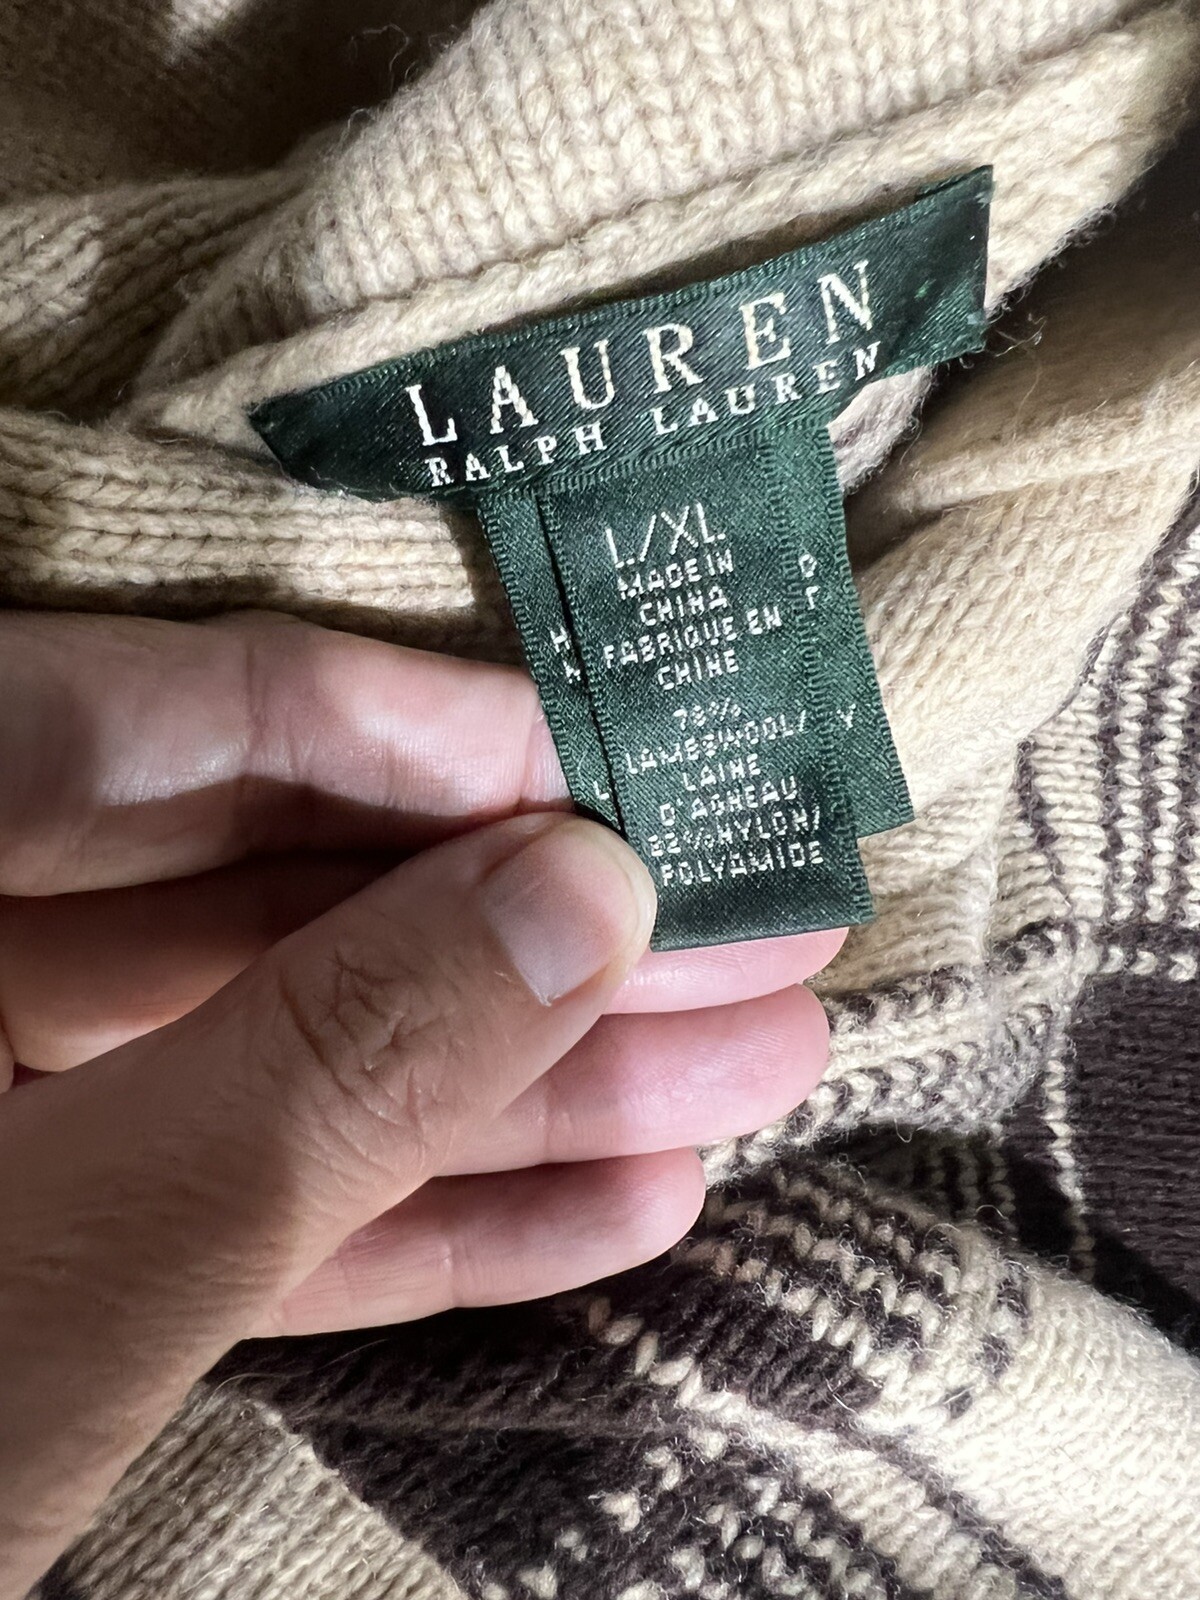 LAUREN
RALPH LAUREN
L/XL
MADE IN
CHINA
FABRIQUE EN
CHINE
78%
LAMBSWOOL/
LAINE
D'AGNEAU
22% NYLON/
POLYAMIDE